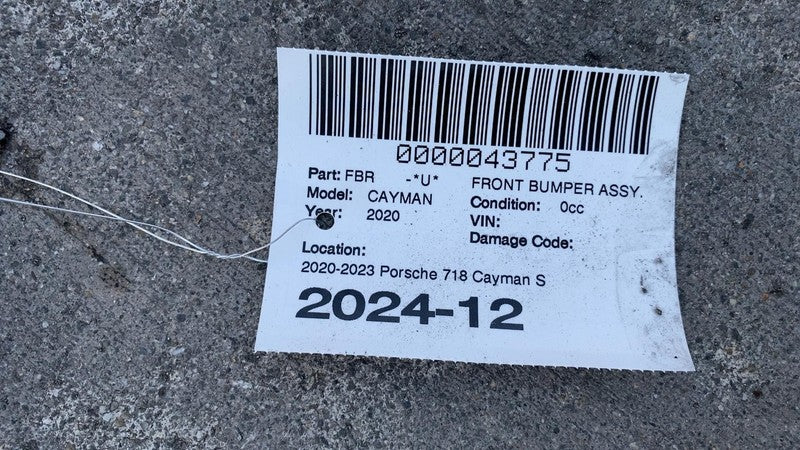 0000043775
Part: FBR -*U* FRONT BUMPER ASSY.
Model: CAYMAN Condition: 0cc
Year: 2020 VIN:
Damage Code:
Location:
2020-2023 Porsche 718 Cayman S
2024-12